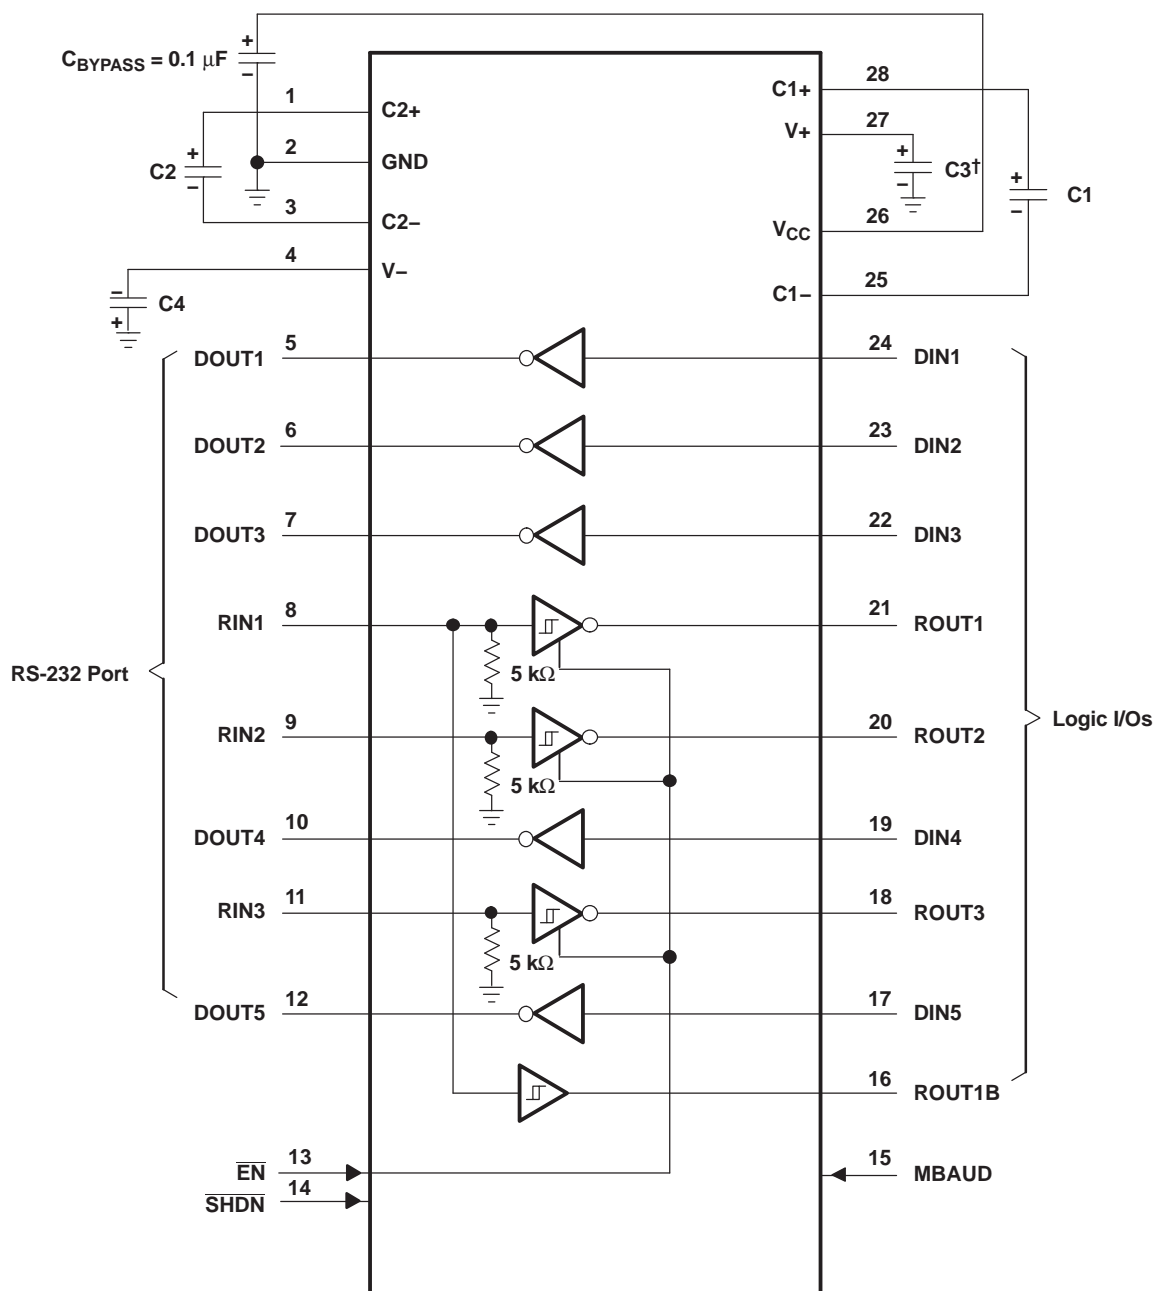 CBYPASS = 0.1 μF
+
−
28
C1+
1
C2+
V+
27
2
GND
C2
+
−
+
−
C3†
+
−
C1
3
C2−
26
VCC
4
V−
25
C1−
−
+
C4
DOUT1
5
24
DIN1
DOUT2
6
23
DIN2
DOUT3
7
22
DIN3
RIN1
8
21
ROUT1
5 kΩ
RS-232 Port
Logic I/Os
RIN2
9
20
ROUT2
5 kΩ
DOUT4
10
19
DIN4
RIN3
11
18
ROUT3
5 kΩ
DOUT5
12
17
DIN5
16
ROUT1B
EN
13
15
MBAUD
SHDN
14